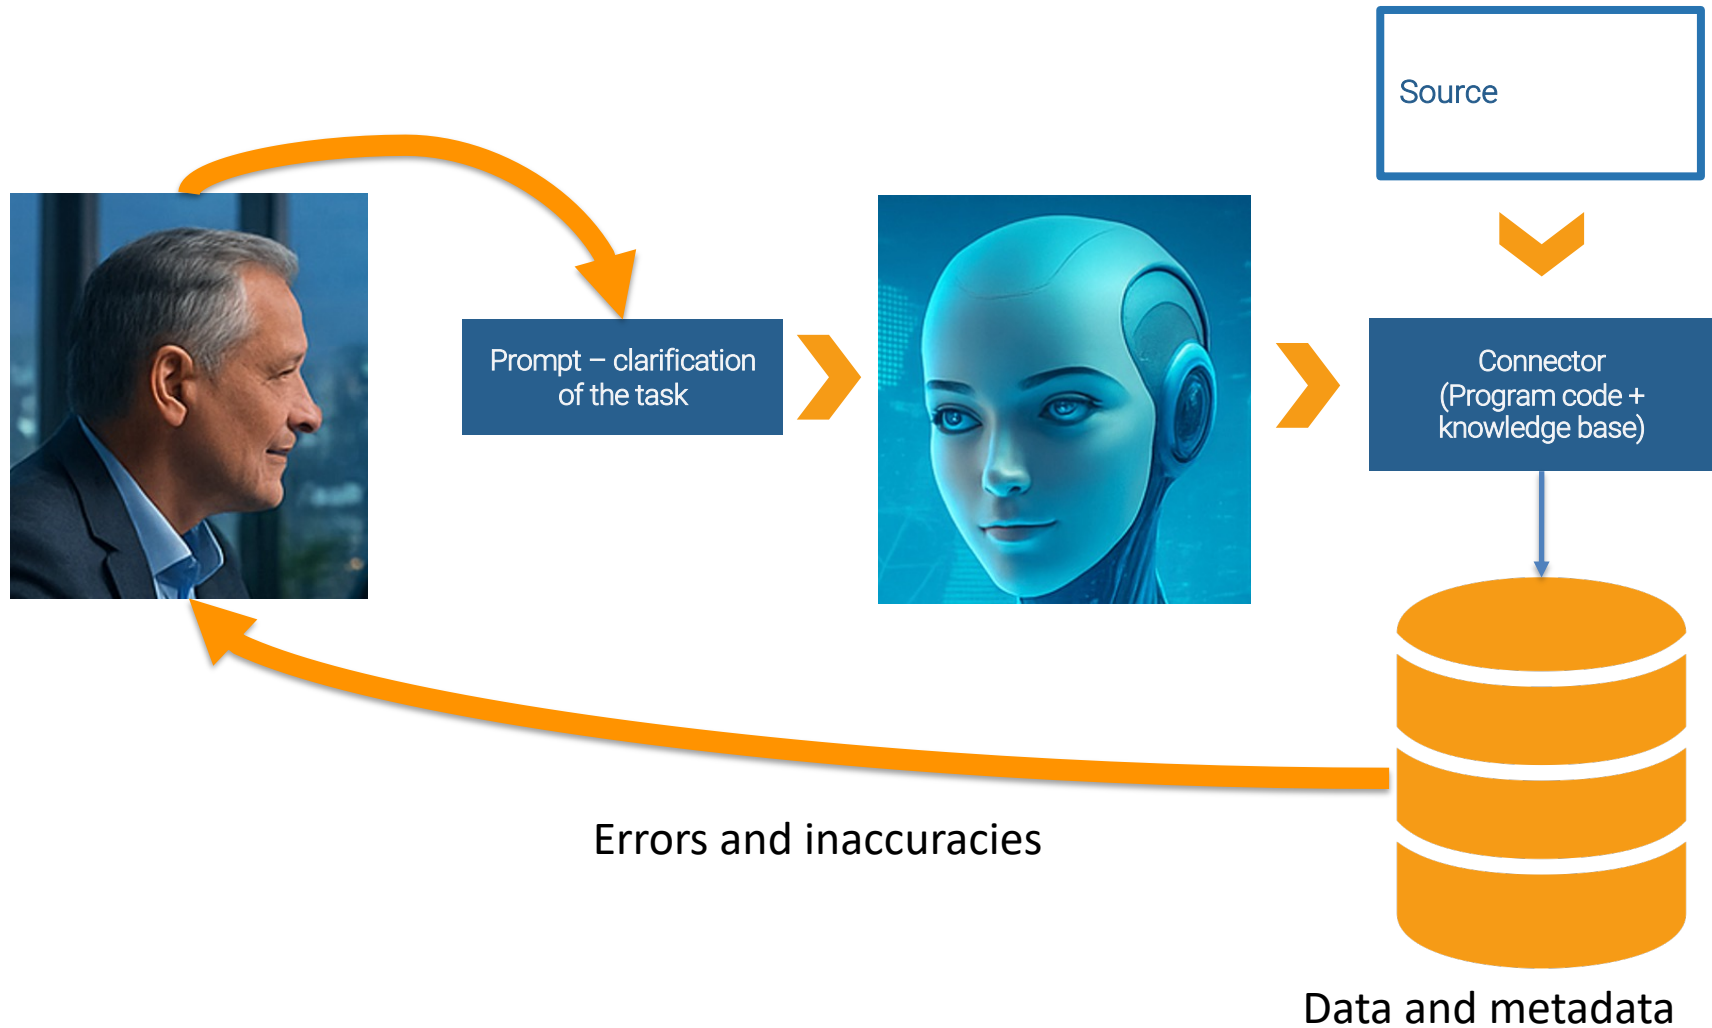 Source
Prompt – clarification
of the task
Connector
(Program code +
knowledge base)
Errors and inaccuracies
Data and metadata